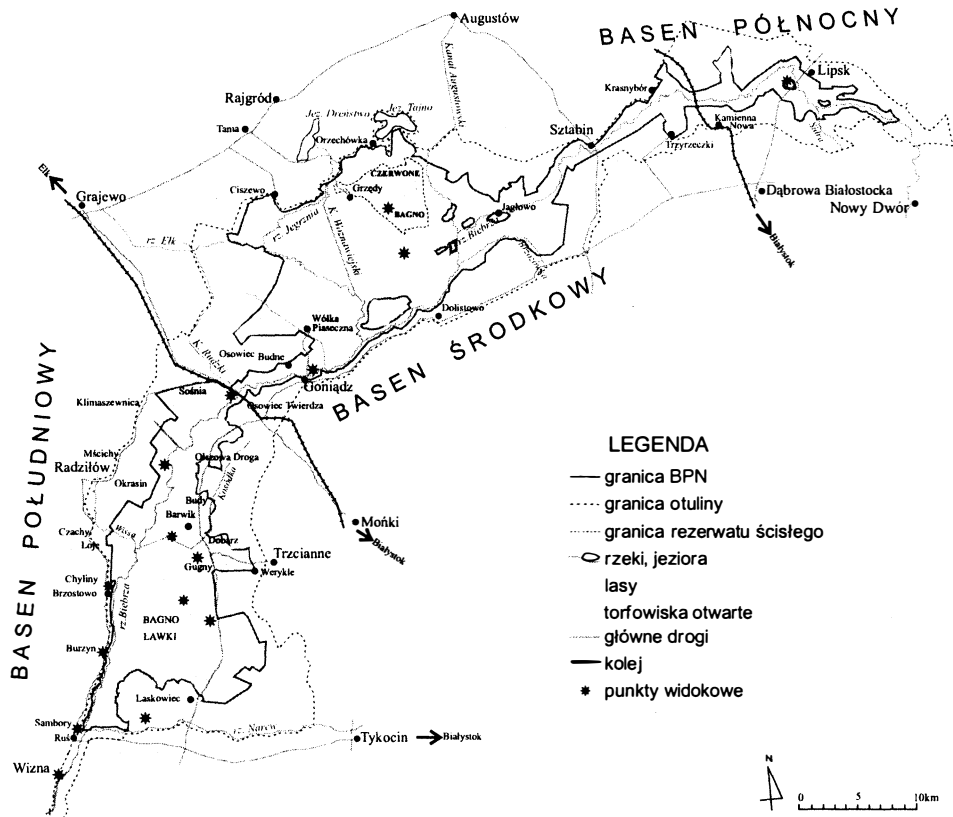 Augustów
BASEN PÓŁNOCNY
Kanał Augustowski
Lipsk
Rajgród
Krasnybór
Jez. Dręstwo
Jez. Tajno
Tama
Orzechówka
Sztabin
Kamienna
Nowa
Trzyrzeczki
Ełk
Grajewo
Ciszewo
CZERWONE
Grzędy
BAGNO
Jagłowo
Dąbrowa Białostocka
Nowy Dwór
rz. Jegrznia
K. Woznawiejski
rz. Biebrza
rz. Ełk
Białystok
Dolistowo
Wólka
Piaseczna
BASEN ŚRODKOWY
K. Rudzki
Osowiec
Budne
Goniądz
Sośnia
Osowiec Twierdza
Klimaszewnica
BASEN POŁUDNIOWY
Mścichy
Radziłów
Olszowa Droga
Okrasin
Kosódka
Budy
Barwik
Mońki
Białystok
Czachy
Wissa
Dobarz
Trzcianne
Gugny
Werykle
Chyliny
Brzostowo
rz. Biebrza
BAGNO
ŁAWKI
Burzyn
Laskowiec
Sambory
Ruś
rz. Narew
Tykocin
Białystok
Wizna
LEGENDA
granica BPN
granica otuliny
granica rezerwatu ścisłego
rzeki, jeziora
lasy
torfowiska otwarte
główne drogi
kolej
punkty widokowe
N
0 5 10km